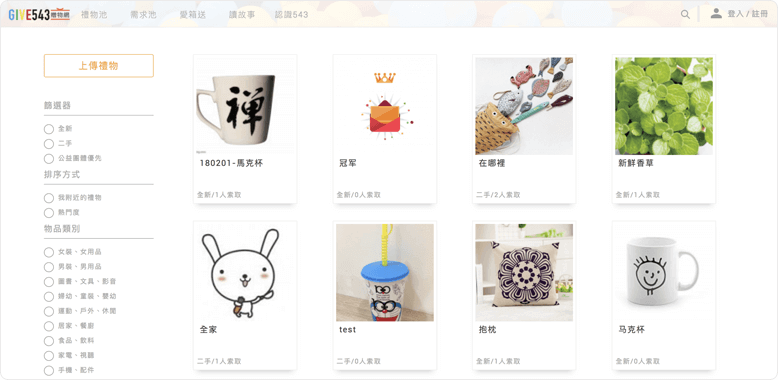 GIVE543 禮物網
禮物池 需求池 愛箱送 讀故事 認識543 登入 / 註冊
上傳禮物
篩選器
全新
二手
公益團體優先
排序方式
我附近的禮物
熱門度
物品類別
女裝、女用品
男裝、男用品
圖書、文具、影音
婦幼、童裝、嬰幼
運動、戶外、休閒
居家、餐廚
食品、飲料
家電、視聽
手機、配件
禅
180201-馬克杯
全新/1人索取
冠军
全新/0人索取
在哪裡
二手/2人索取
新鮮香草
全新/1人索取
全家
二手/1人索取
test
二手/0人索取
抱枕
全新/1人索取
马克杯
全新/0人索取